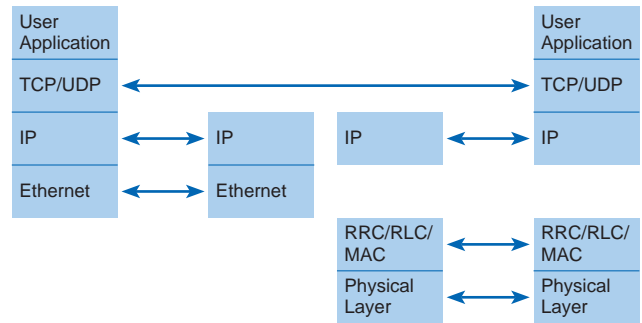 User
Application
User
Application
TCP/UDP
TCP/UDP
IP
IP
IP
IP
Ethernet
Ethernet
RRC/RLC/
MAC
RRC/RLC/
MAC
Physical
Layer
Physical
Layer